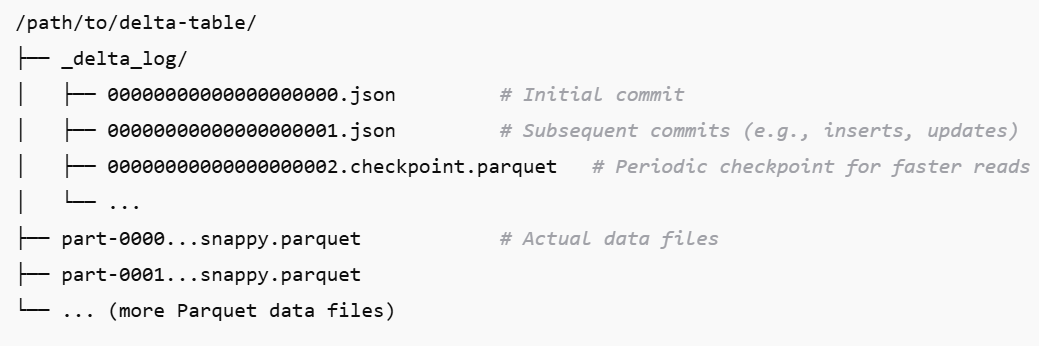 /path/to/delta-table/
├── _delta_log/
│   ├── 00000000000000000000.json         # Initial commit
│   ├── 00000000000000000001.json         # Subsequent commits (e.g., inserts, updates)
│   ├── 00000000000000000002.checkpoint.parquet   # Periodic checkpoint for faster reads
│   └── ...
├── part-0000...snappy.parquet            # Actual data files
├── part-0001...snappy.parquet
└── ... (more Parquet data files)